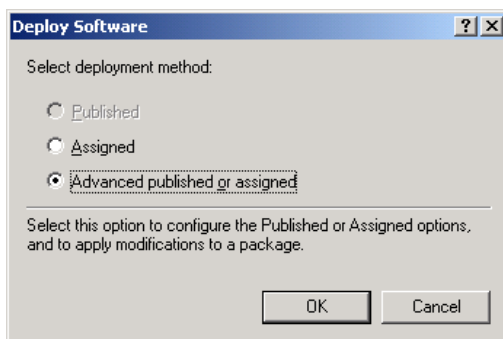 Deploy Software
Select deployment method:
Published
Assigned
Advanced published or assigned
Select this option to configure the Published or Assigned options,
and to apply modifications to a package.
OK
Cancel